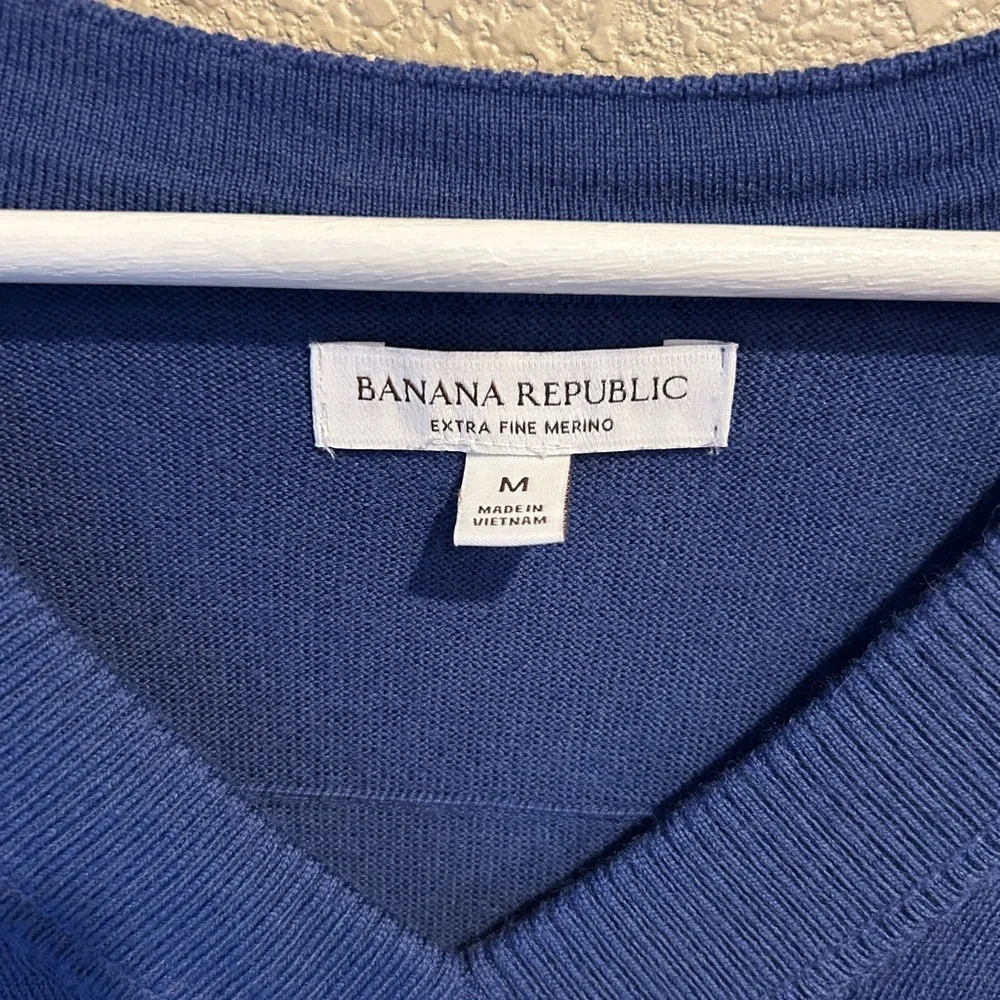 BANANA REPUBLIC
EXTRA FINE MERINO
M
MADE IN
VIETNAM